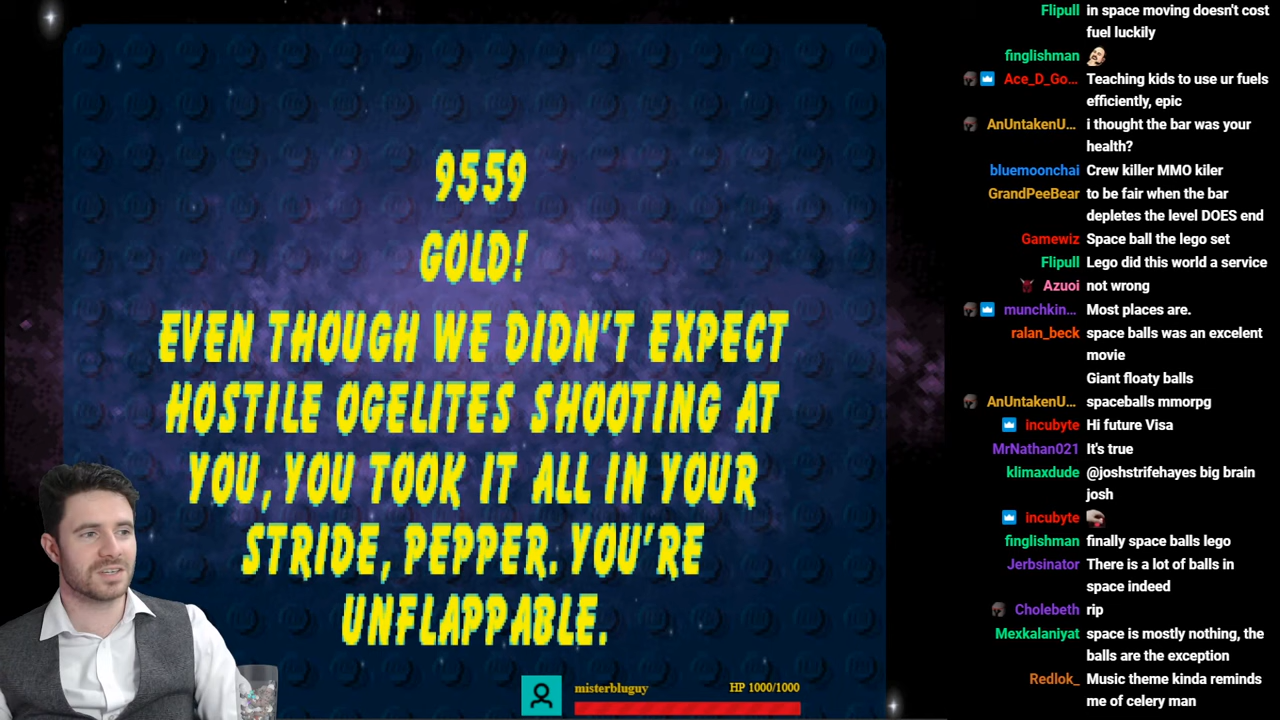 9559
GOLD!
EVEN THOUGH WE DIDN'T EXPECT
HOSTILE OGELITES SHOOTING AT
YOU, YOU TOOK IT ALL IN YOUR
STRIDE, PEPPER. YOU'RE
UNFLAPPABLE.
misterbluguy HP 1000/1000
Flipull in space moving doesn't cost
fuel luckily
finglishman
Ace_D_Go... Teaching kids to use ur fuels
efficiently, epic
AnUntakenU... i thought the bar was your
health?
bluemoonchai Crew killer MMO kiler
GrandPeeBear to be fair when the bar
depletes the level DOES end
Gamewiz Space ball the lego set
Flipull Lego did this world a service
Azuoi not wrong
munchkin... Most places are.
ralan_beck space balls was an excelent
movie
Giant floaty balls
AnUntakenU... spaceballs mmorpg
incubyte Hi future Visa
MrNathan021 It's true
klimaxdude @joshstrifehayes big brain
josh
incubyte
finglishman finally space balls lego
Jerbsinator There is a lot of balls in
space indeed
Cholebeth rip
Mexkalaniyat space is mostly nothing, the
balls are the exception
Redlok_ Music theme kinda reminds
me of celery man